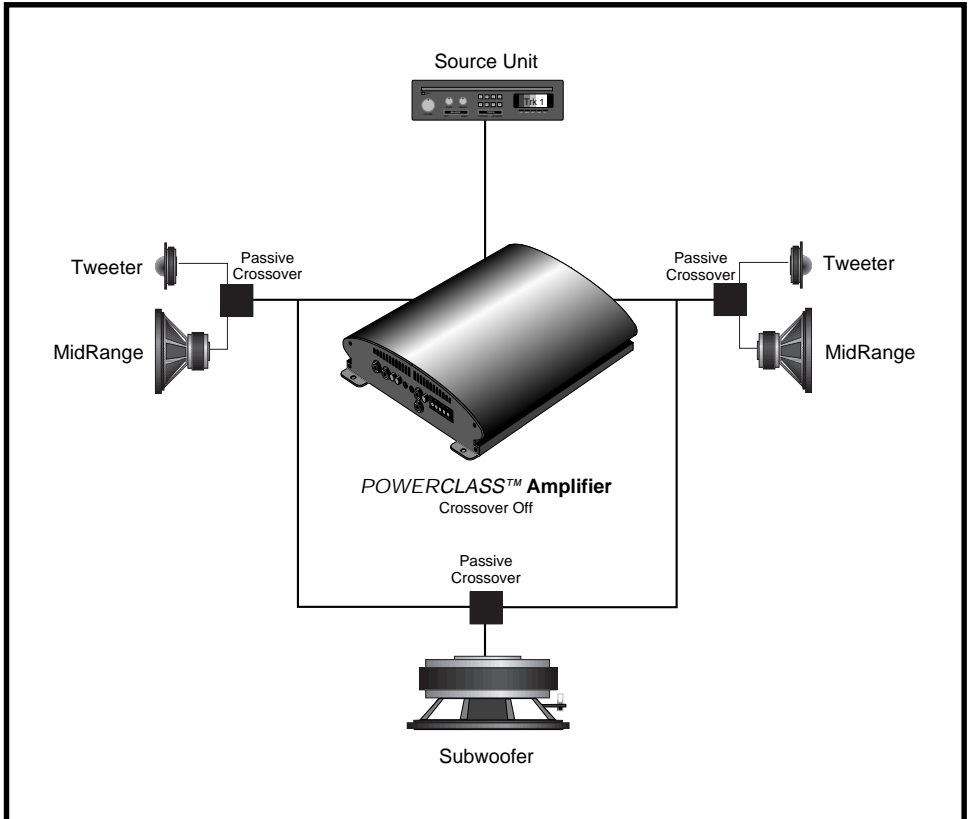 Source Unit
Trk 1
Tweeter
Passive
Crossover
MidRange
Passive
Crossover
Tweeter
MidRange
POWERCLASS™ Amplifier
Crossover Off
Passive
Crossover
Subwoofer